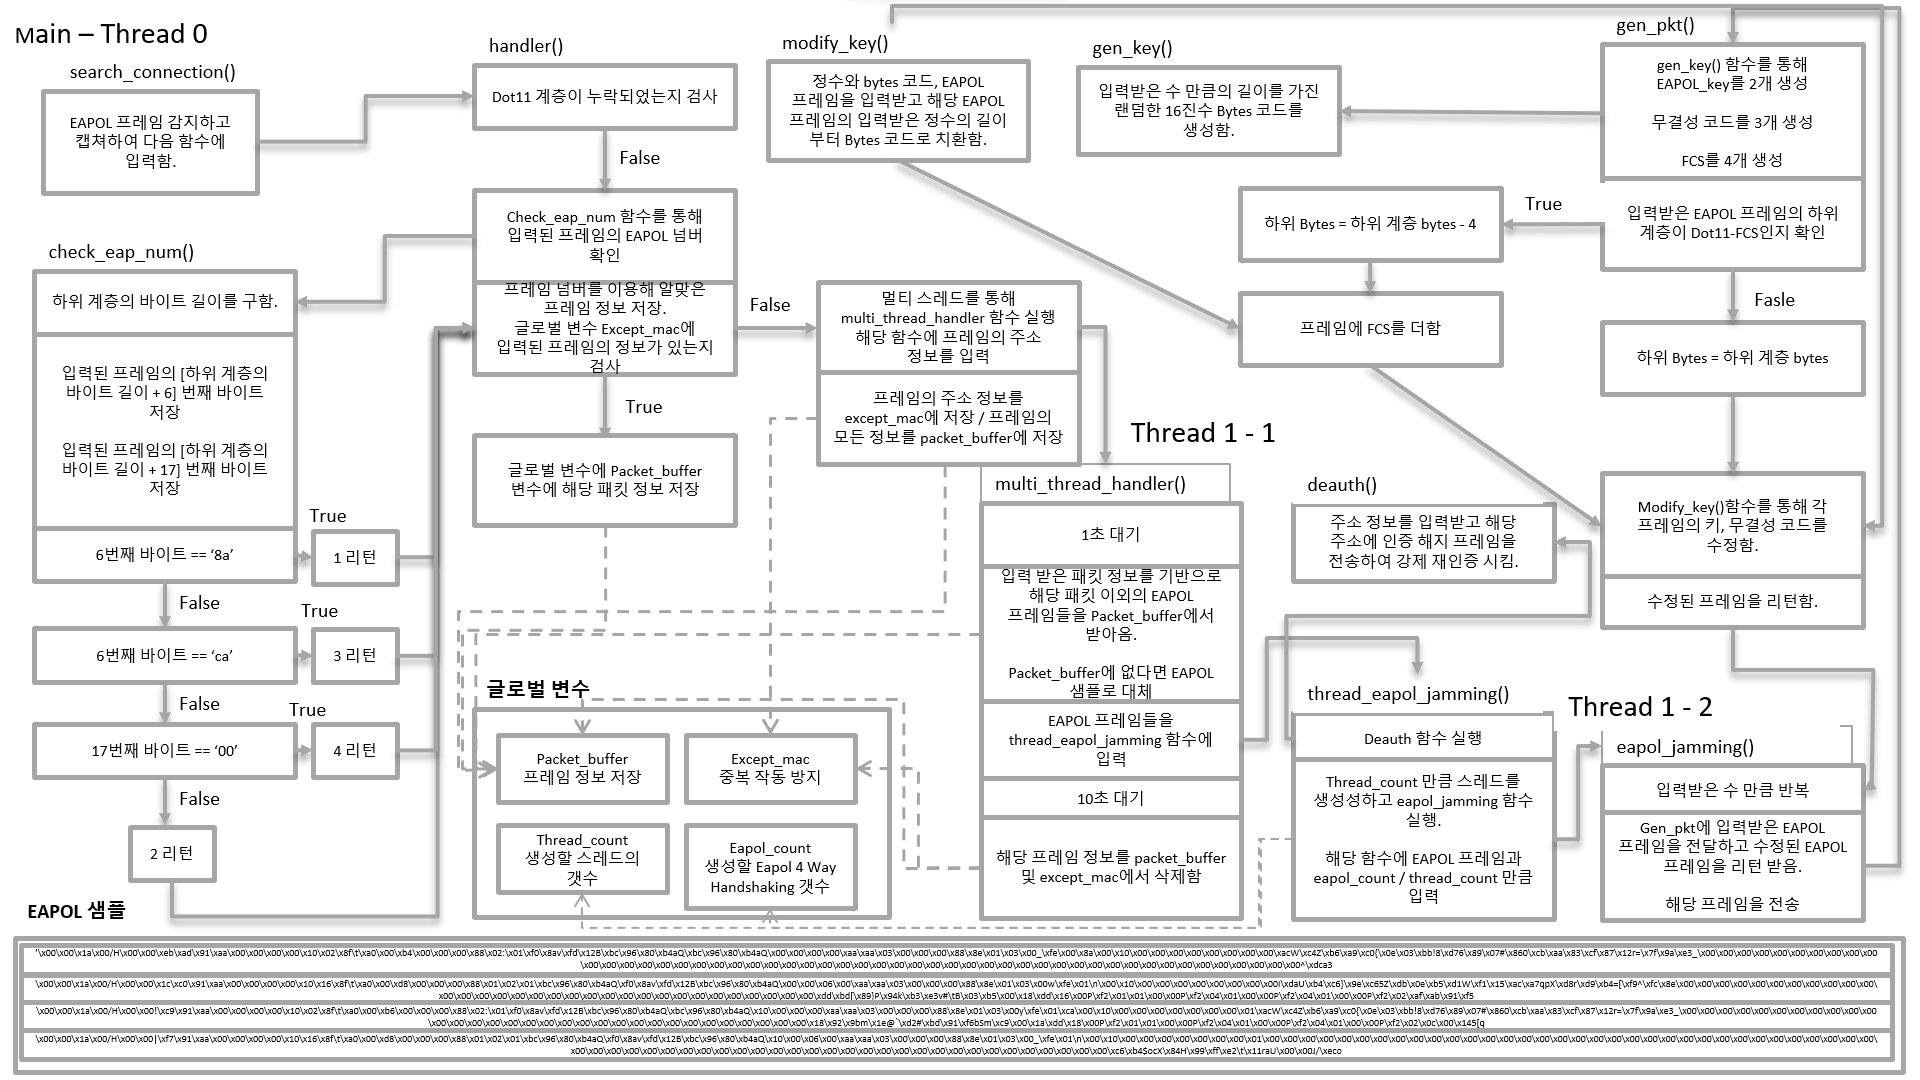 Main – Thread 0
search_connection()
EAPOL 프레임 감지하고
캡쳐하여 다음 함수에
입력함.
handler()
Dot11 계층이 누락되었는지 검사
False
Check_eap_num 함수를 통해
입력된 프레임의 EAPOL 넘버
확인
프레임 넘버를 이용해 알맞은
프레임 정보 저장.
글로벌 변수 Except_mac에
입력된 프레임의 정보가 있는지
검사
True
글로벌 변수에 Packet_buffer
변수에 해당 패킷 정보 저장
check_eap_num()
하위 계층의 바이트 길이를 구함.
입력된 프레임의 [하위 계층의
바이트 길이 + 6] 번째 바이트
저장
입력된 프레임의 [하위 계층의
바이트 길이 + 17] 번째 바이트
저장
6번째 바이트 == ‘8a’
True
1 리턴
False
6번째 바이트 == ‘ca’
True
3 리턴
False
17번째 바이트 == ‘00’
True
4 리턴
False
2 리턴
False
멀티 스레드를 통해
multi_thread_handler 함수 실행
해당 함수에 프레임의 주소
정보를 입력
프레임의 주소 정보를
except_mac에 저장 / 프레임의
모든 정보를 packet_buffer에 저장
modify_key()
정수와 bytes 코드, EAPOL
프레임을 입력받고 해당 EAPOL
프레임의 입력받은 정수의 길이
부터 Bytes 코드로 치환함.
gen_key()
입력받은 수 만큼의 길이를 가진
랜덤한 16진수 Bytes 코드를
생성함.
gen_pkt()
gen_key() 함수를 통해
EAPOL_key를 2개 생성
무결성 코드를 3개 생성
FCS를 4개 생성
입력받은 EAPOL 프레임의 하위
계층이 Dot11-FCS인지 확인
True
하위 Bytes = 하위 계층 bytes - 4
프레임에 FCS를 더함
Fasle
하위 Bytes = 하위 계층 bytes
Modify_key()함수를 통해 각
프레임의 키, 무결성 코드를
수정함.
수정된 프레임을 리턴함.
Thread 1 - 1
multi_thread_handler()
1초 대기
입력 받은 패킷 정보를 기반으로
해당 패킷 이외의 EAPOL
프레임들을 Packet_buffer에서
받아옴.
Packet_buffer에 없다면 EAPOL
샘플로 대체
EAPOL 프레임들을
thread_eapol_jamming 함수에
입력
10초 대기
해당 프레임 정보를 packet_buffer
및 except_mac에서 삭제함
deauth()
주소 정보를 입력받고 해당
주소에 인증 해지 프레임을
전송하여 강제 재인증 시킴.
thread_eapol_jamming()
Deauth 함수 실행
Thread_count 만큼 스레드를
생성성하고 eapol_jamming 함수
실행.
해당 함수에 EAPOL 프레임과
eapol_count / thread_count 만큼
입력
Thread 1 - 2
eapol_jamming()
입력받은 수 만큼 반복
Gen_pkt에 입력받은 EAPOL
프레임을 전달하고 수정된 EAPOL
프레임을 리턴 받음.
해당 프레임을 전송
글로벌 변수
Packet_buffer
프레임 정보 저장
Except_mac
중복 작동 방지
Thread_count
생성할 스레드의
갯수
Eapol_count
생성할 Eapol 4 Way
Handshaking 갯수
EAPOL 샘플